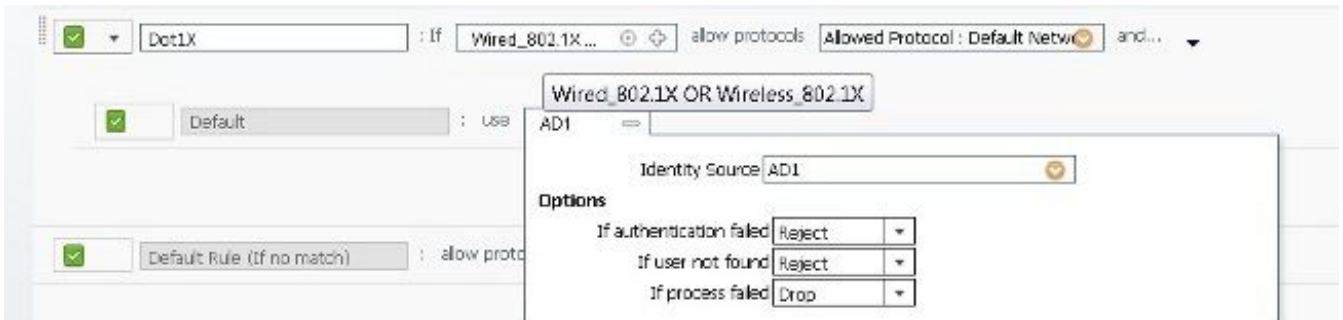 Dot1X : If Wired_802.1X... allow protocols Allowed Protocol : Default Netwo and...
Wired_802.1X OR Wireless_802.1X
Default : use AD1
Identity Source AD1
Options
If authentication failed Reject
If user not found Reject
Default Rule (If no match) : allow proto
If process failed Drop